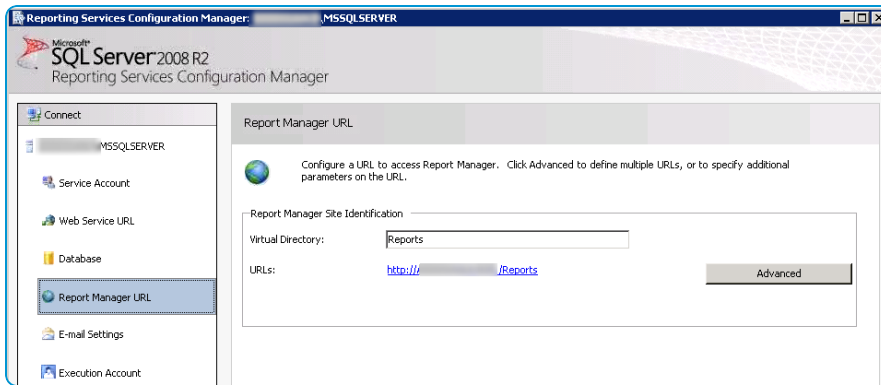 Reporting Services Configuration Manager: \MSSQLSERVER
Microsoft®
SQL Server 2008 R2
Reporting Services Configuration Manager
Connect
MSSQLSERVER
Service Account
Web Service URL
Database
Report Manager URL
E-mail Settings
Execution Account
Report Manager URL
Configure a URL to access Report Manager. Click Advanced to define multiple URLs, or to specify additional
parameters on the URL.
Report Manager Site Identification
Virtual Directory: Reports
URLs: http:// /Reports
Advanced